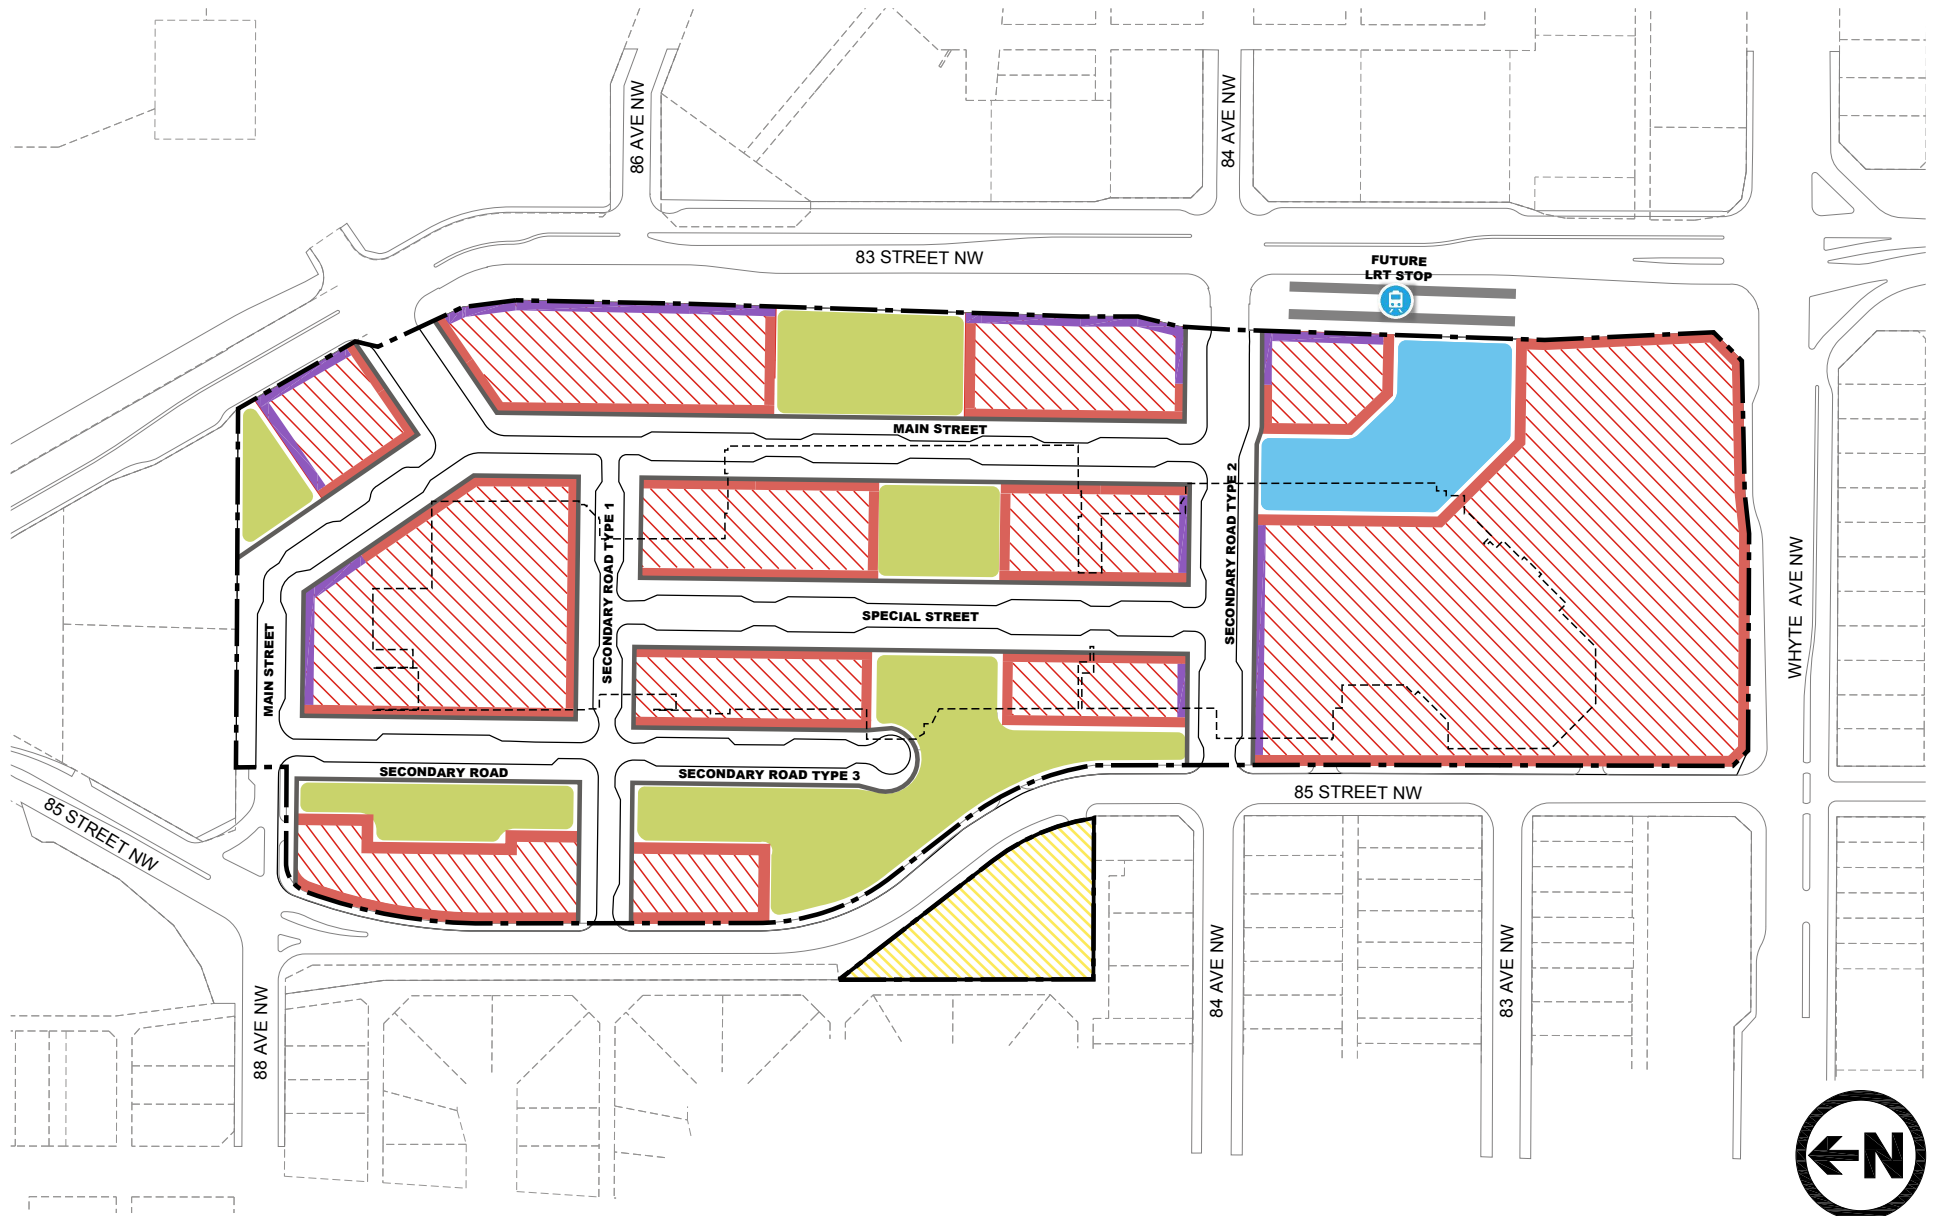 86 AVE NW
84 AVE NW
83 STREET NW
FUTURE
LRT STOP
MAIN STREET
SECONDARY ROAD TYPE 1
SECONDARY ROAD TYPE 2
WHYTE AVE NW
SPECIAL STREET
MAIN STREET
SECONDARY ROAD
SECONDARY ROAD TYPE 3
85 STREET NW
85 STREET NW
88 AVE NW
84 AVE NW
83 AVE NW
N